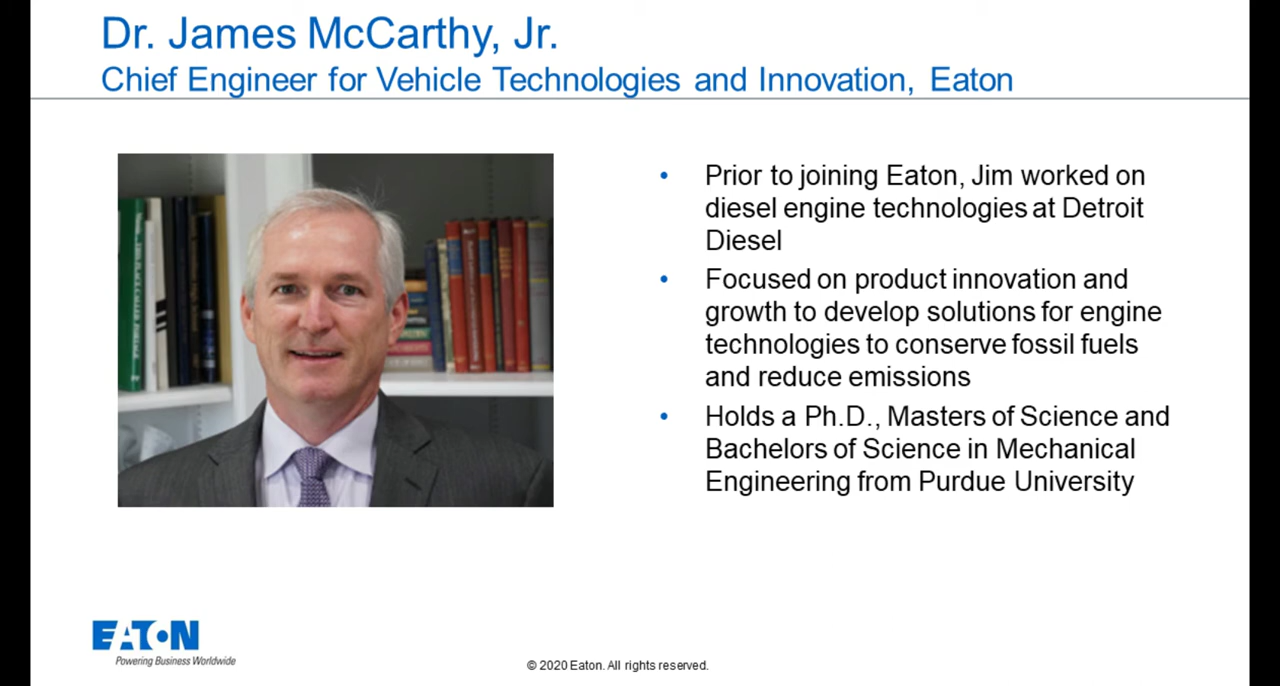 Dr. James McCarthy, Jr.
Chief Engineer for Vehicle Technologies and Innovation, Eaton
• Prior to joining Eaton, Jim worked on
diesel engine technologies at Detroit
Diesel
• Focused on product innovation and
growth to develop solutions for engine
technologies to conserve fossil fuels
and reduce emissions
• Holds a Ph.D., Masters of Science and
Bachelors of Science in Mechanical
Engineering from Purdue University
EATON
Powering Business Worldwide
© 2020 Eaton. All rights reserved.